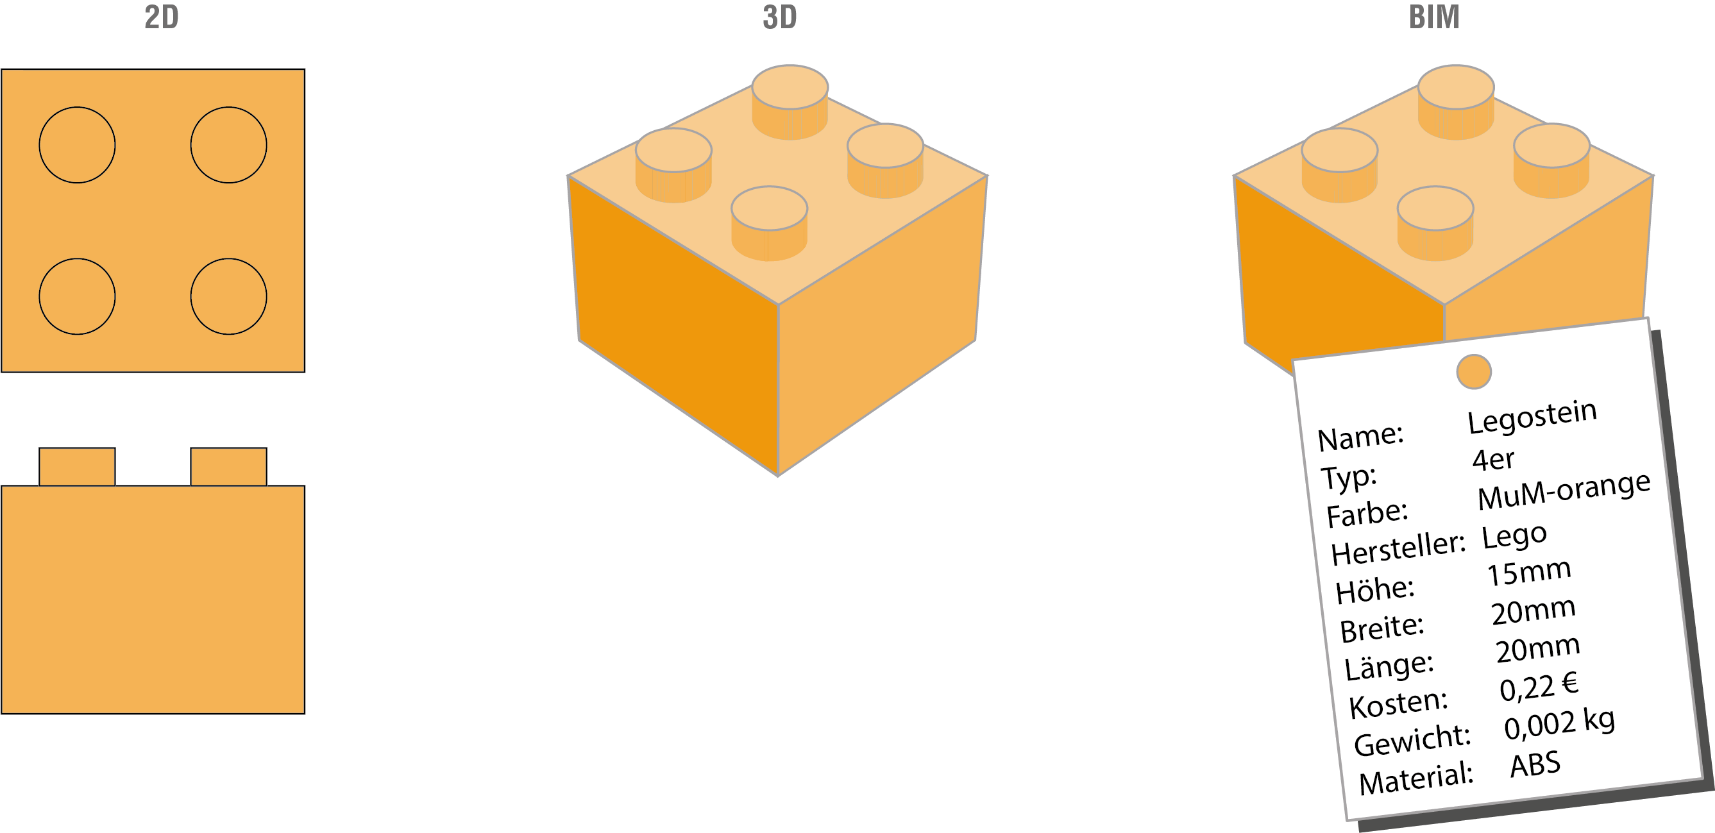 2D
3D
BIM
Name: Legostein
Typ: 4er
Farbe: MuM-orange
Hersteller: Lego
Höhe: 15mm
Breite: 20mm
Länge: 20mm
Kosten: 0,22 €
Gewicht: 0,002 kg
Material: ABS